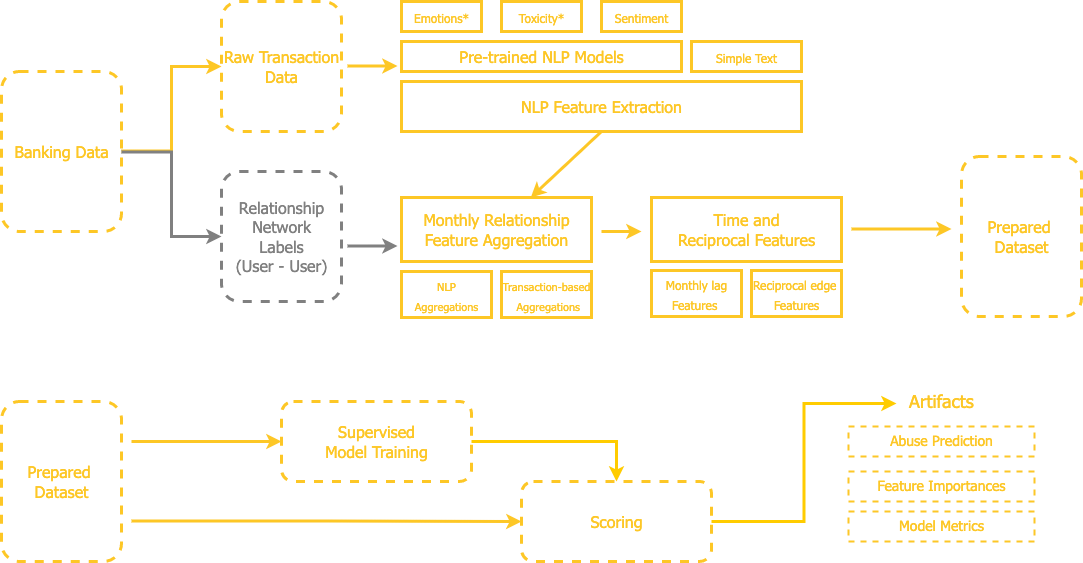 Emotions*
Toxicity*
Sentiment
Raw Transaction
Data
Pre-trained NLP Models
Simple Text
NLP Feature Extraction
Banking Data
Relationship
Network
Labels
(User - User)
Monthly Relationship
Feature Aggregation
Time and
Reciprocal Features
Prepared
Dataset
NLP
Aggregations
Transaction-based
Aggregations
Monthly lag
Features
Reciprocal edge
Features
Prepared
Dataset
Supervised
Model Training
Scoring
Artifacts
Abuse Prediction
Feature Importances
Model Metrics